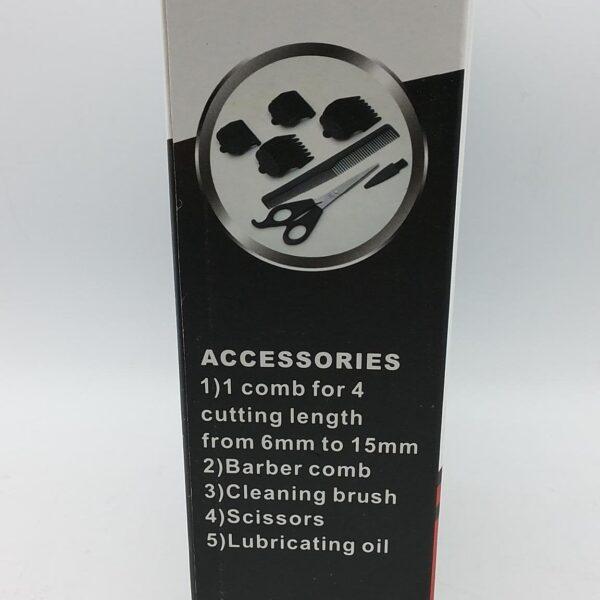 ACCESSORIES
1)1 comb for 4
cutting length
from 6mm to 15mm
2)Barber comb
3)Cleaning brush
4)Scissors
5)Lubricating oil